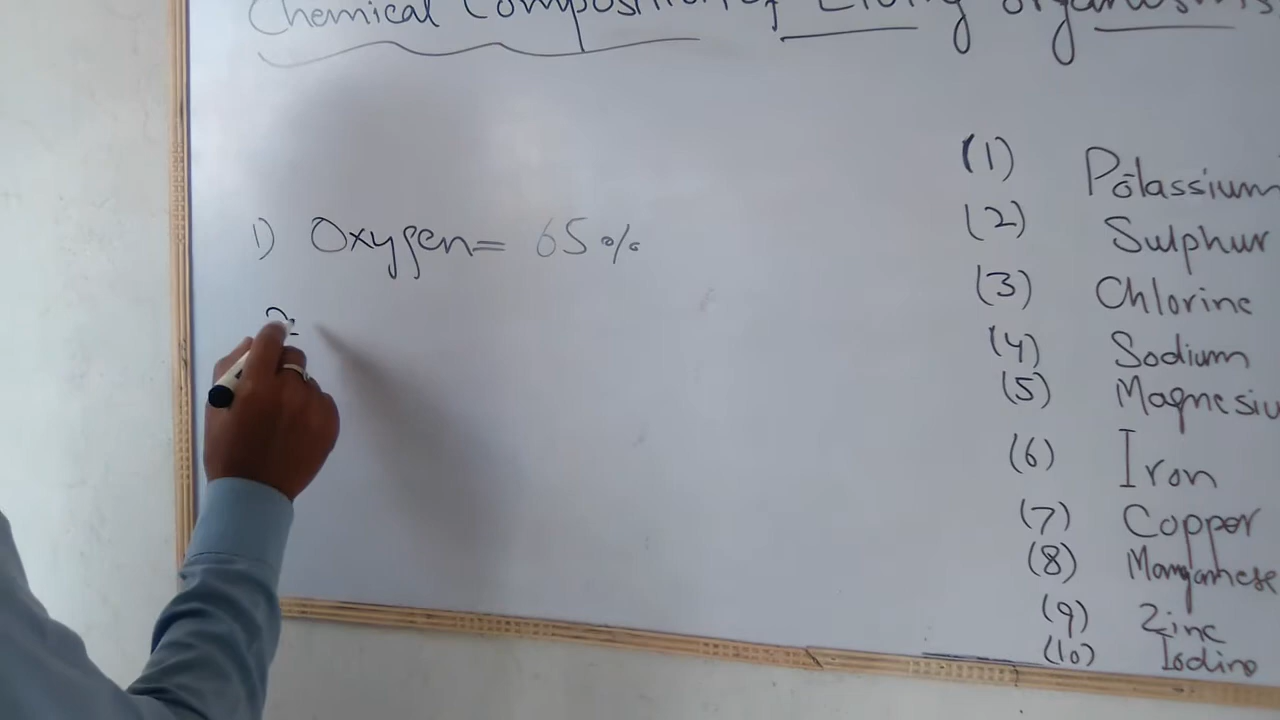 Chemical Composition of Living organisms
1) Oxygen = 65%
2
(1) Potassium
(2) Sulphur
(3) Chlorine
(4) Sodium
(5) Magnesiu
(6) Iron
(7) Copper
(8) Manganese
(9) Zinc
(10) Iodine